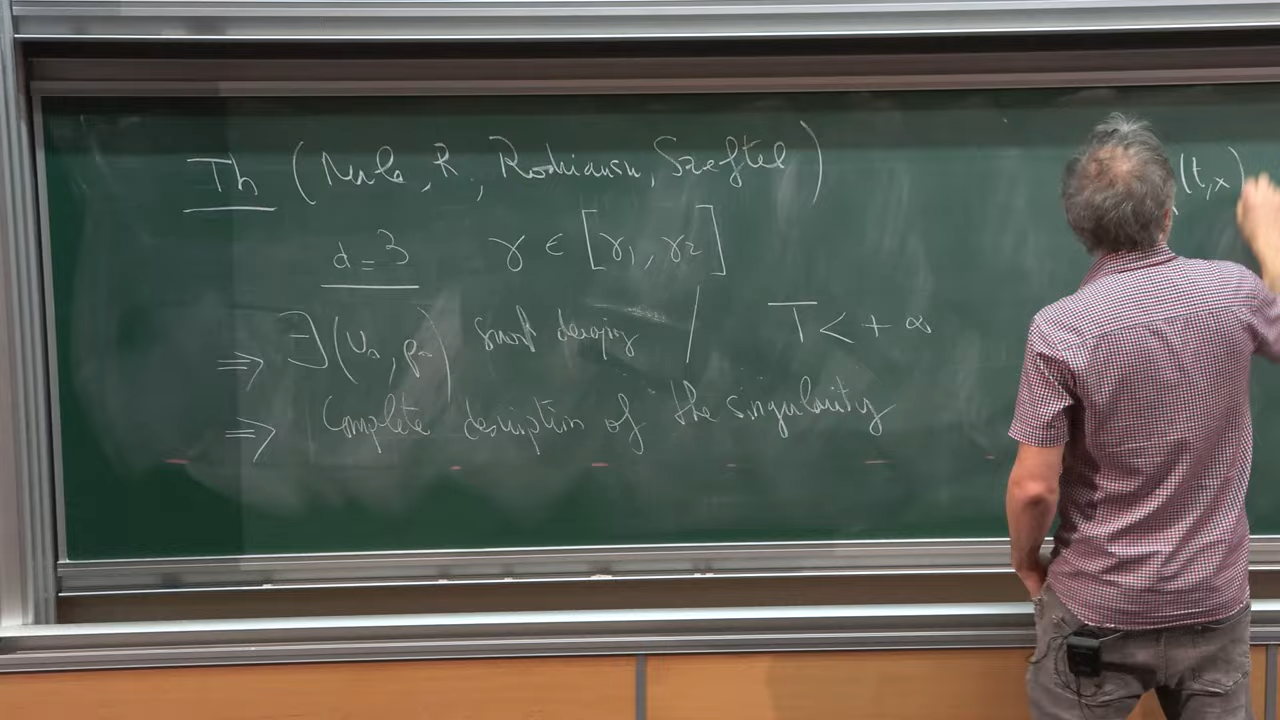 Th (Merle, R, Rodnianski, Szeftel)
d = 3 γ ∈ [γ1, γ2]
⇒ ∃(u0, ρ0) smooth decaying / T < + ∞
⇒ Complete description of the singularity
(t,x)